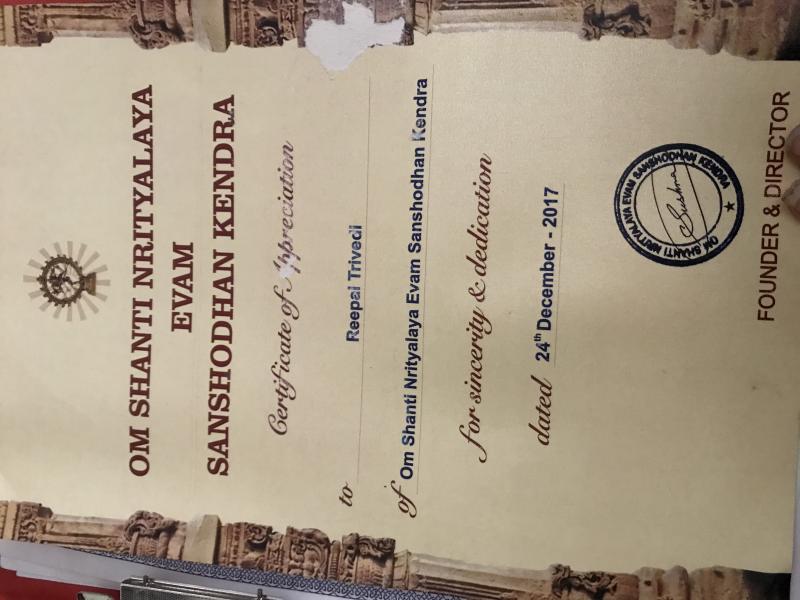 OM SHANTI NRITYALAYA
EVAM
SANSHODHAN KENDRA
Certificate of Appreciation
to Reepal Trivedi
of Om Shanti Nrityalaya Evam Sanshodhan Kendra
for sincerity & dedication
dated 24th December - 2017
OM SHANTI NRITYALAYA EVAM SANSHODHAN KENDRA ★
Sushma
FOUNDER & DIRECTOR